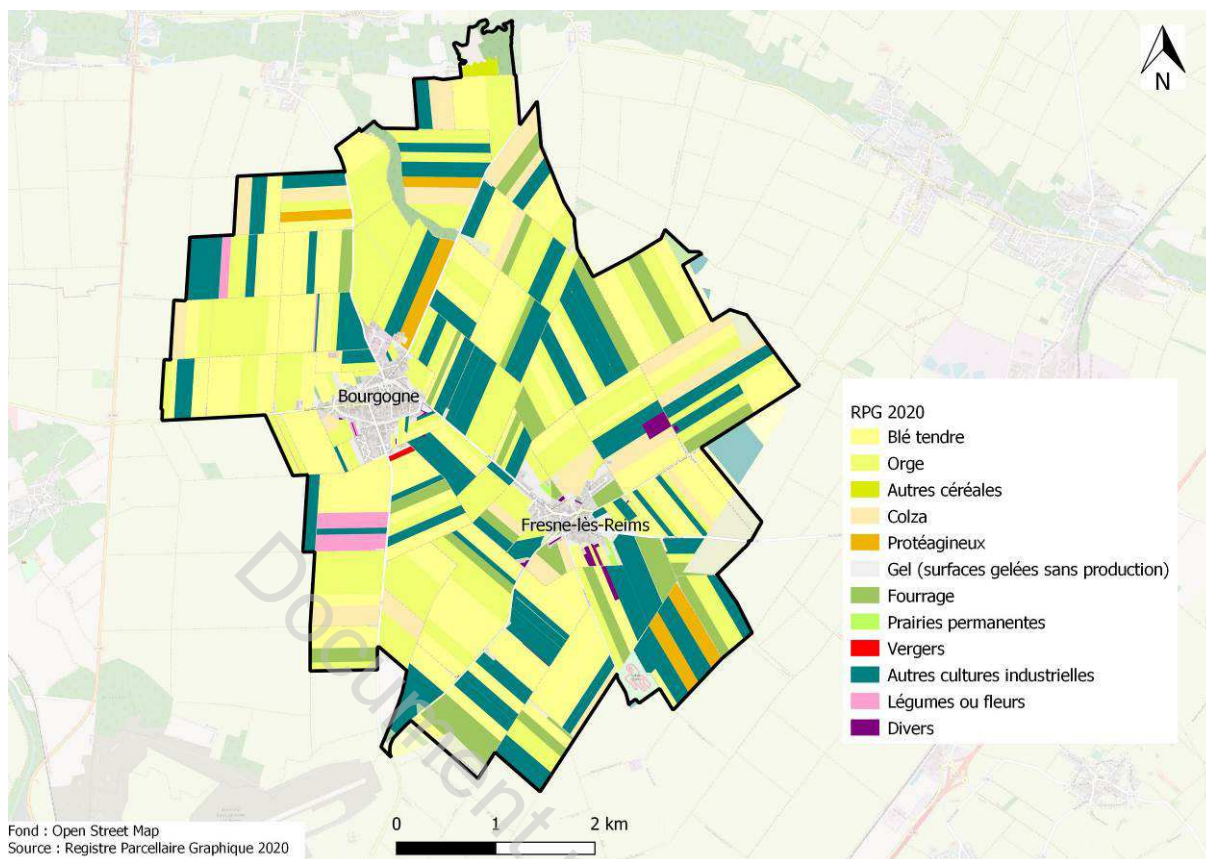 N
Bourgogne
Fresne-lès-Reims
RPG 2020
Blé tendre
Orge
Autres céréales
Colza
Protéagineux
Gel (surfaces gelées sans production)
Fourrage
Prairies permanentes
Vergers
Autres cultures industrielles
Légumes ou fleurs
Divers
Document
Fond : Open Street Map
Source : Registre Parcellaire Graphique 2020
0 1 2 km